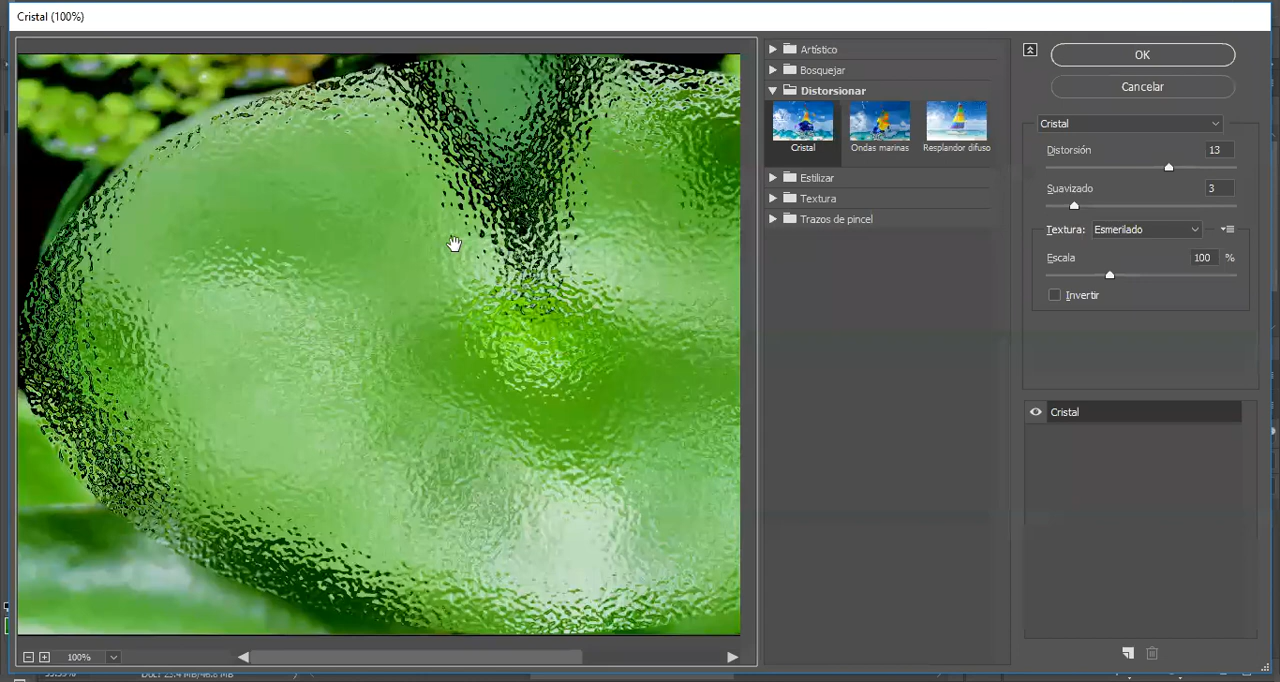 Cristal (100%)
Artístico
Bosquejar
Distorsionar
Cristal
Ondas marinas
Resplandor difuso
Estilizar
Textura
Trazos de pincel
OK
Cancelar
Cristal
Distorsión 13
Suavizado 3
Textura: Esmerilado
Escala 100 %
Invertir
Cristal
100%